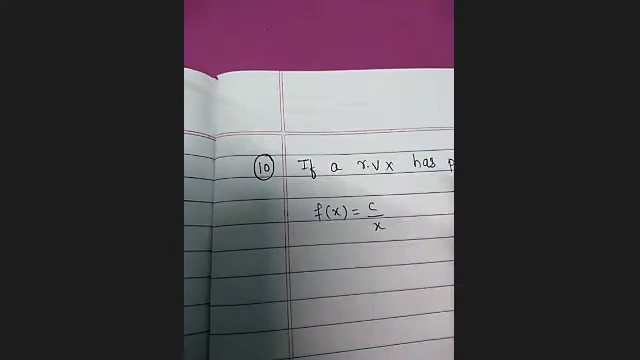 10 If a r.v x has p
f(x) = c/x